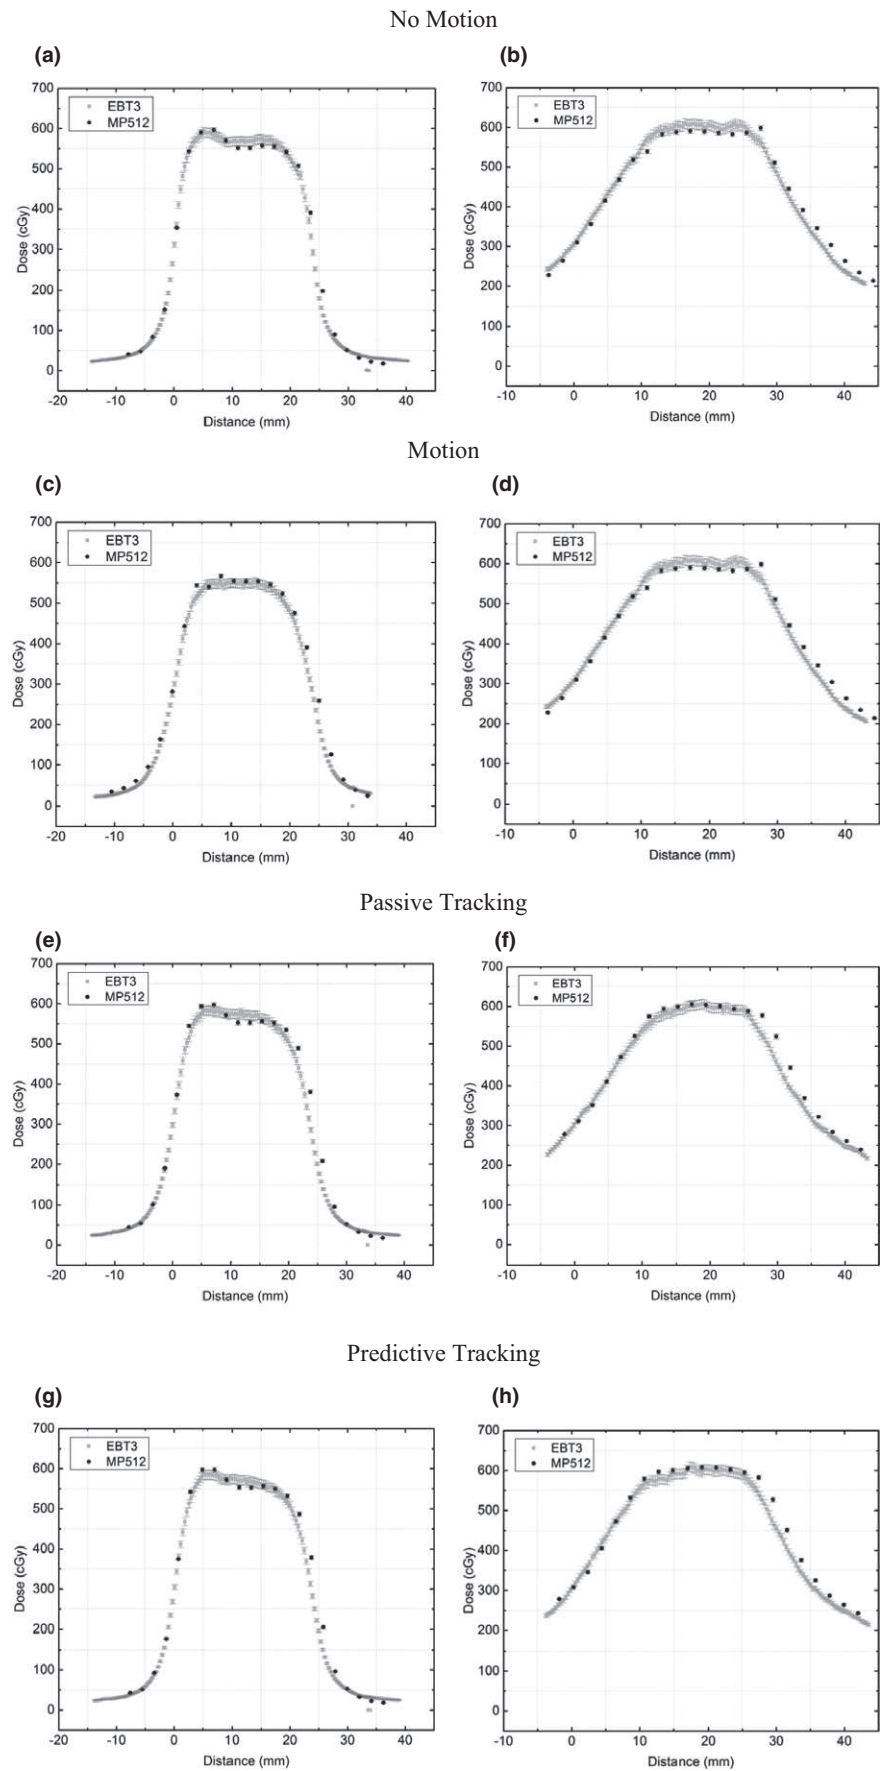 No Motion
(a)
(b)
700
600
500
400
300
200
100
0
EBT3
MP512
Dose (cGy)
-20
-10
0
10
20
30
40
Distance (mm)
700
600
500
400
300
200
100
0
EBT3
MP512
Dose (cGy)
-10
0
10
20
30
40
Distance (mm)
Motion
(c)
(d)
700
600
500
400
300
200
100
0
EBT3
MP512
Dose (cGy)
-20
-10
0
10
20
30
40
Distance (mm)
700
600
500
400
300
200
100
0
EBT3
MP512
Dose (cGy)
-10
0
10
20
30
40
Distance (mm)
Passive Tracking
(e)
(f)
700
600
500
400
300
200
100
0
EBT3
MP512
Dose (cGy)
-20
-10
0
10
20
30
40
Distance (mm)
700
600
500
400
300
200
100
0
EBT3
MP512
Dose (cGy)
-10
0
10
20
30
40
Distance (mm)
Predictive Tracking
(g)
(h)
700
600
500
400
300
200
100
0
EBT3
MP512
Dose (cGy)
-20
-10
0
10
20
30
40
Distance (mm)
700
600
500
400
300
200
100
0
EBT3
MP512
Dose (cGy)
-10
0
10
20
30
40
Distance (mm)